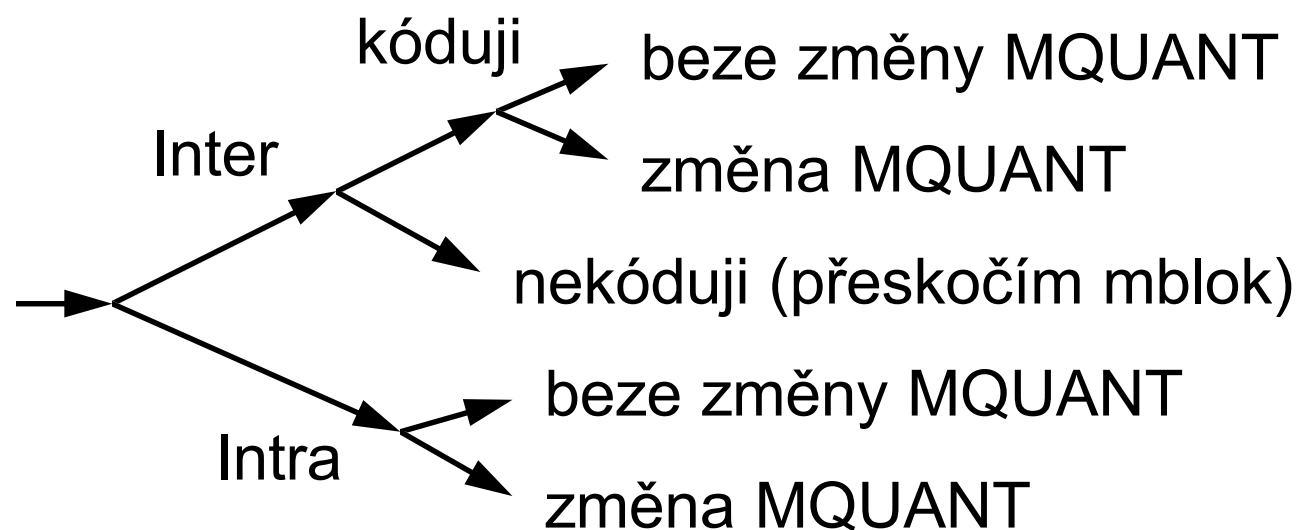 kóduji
beze změny MQUANT
Inter
změna MQUANT
nekóduji (přeskočím mblok)
beze změny MQUANT
Intra
změna MQUANT